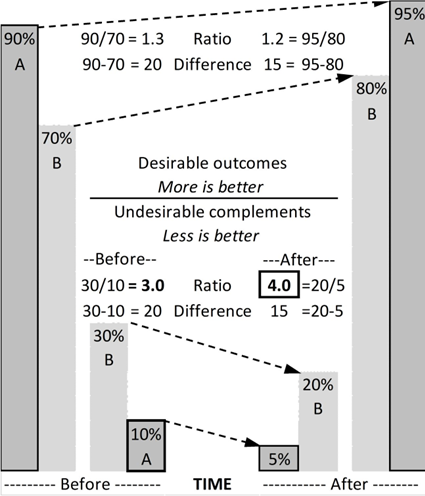 95%
90%
90/70 = 1.3 Ratio 1.2 = 95/80
A
A
90-70 = 20 Difference 15 = 95-80
80%
B
70%
B
Desirable outcomes
More is better
Undesirable complements
Less is better
--Before-- ---After---
30/10 = 3.0 Ratio 4.0 =20/5
30-10 = 20 Difference 15 =20-5
30%
B
20%
B
10%
A
5%
---- Before -------- TIME ---------- After ----